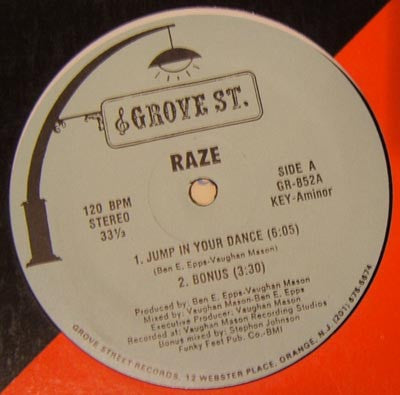 GROVE ST.
RAZE
120 BPM
STEREO
33⅓
SIDE A
GR-852A
KEY-Aminor
1. JUMP IN YOUR DANCE (6:05)
(Ben E. Epps-Vaughan Mason)
2. BONUS (3:30)
Produced by: Ben E. Epps-Vaughan Mason
Mixed by: Vaughan Mason-Ben E. Epps
Executive Producer: Vaughan Mason
Recorded at: Vaughan Mason Recording Studios
Bonus mixed by: Stephon Johnson
Funky Feet Pub. Co.-BMI
GROVE STREET RECORDS, 12 WEBSTER PLACE, ORANGE, N.J. (201) 675-5574